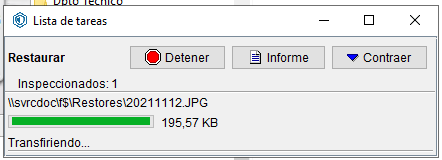 Dpto Técnico
Lista de tareas
Restaurar
Detener
Informe
Contraer
Inspeccionados: 1
\\svrcdoc\f$\Restores\20211112.JPG
195,57 KB
Transfiriendo...